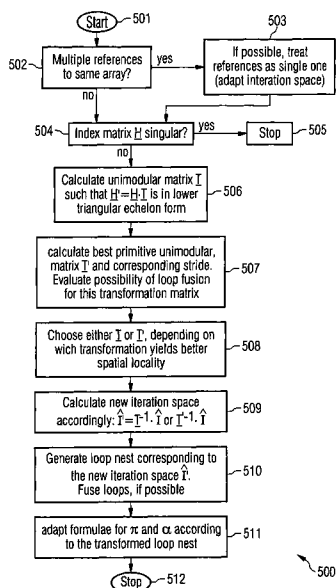 Start
501
502
Multiple references
to same array?
yes
503
If possible, treat
references as single one
(adapt interation space)
no
504
Index matrix H singular?
yes
Stop
505
no
Calculate unimodular matrix T
such that H'=H·T is in lower
triangular echelon form
506
calculate best primitive unimodular,
matrix T' and corresponding stride.
Evaluate possibility of loop fusion
for this transformation matrix
507
Choose either T or T', depending on
wich transformation yields better
spatial locality
508
Calculate new iteration space
accordingly: Î'=T⁻¹·Î or T'⁻¹·Î
509
Generate loop nest corresponding to
the new iteration space Î'.
Fuse loops, if possible
510
adapt formulae for π and α according
to the transformed loop nest
511
Stop
512
500